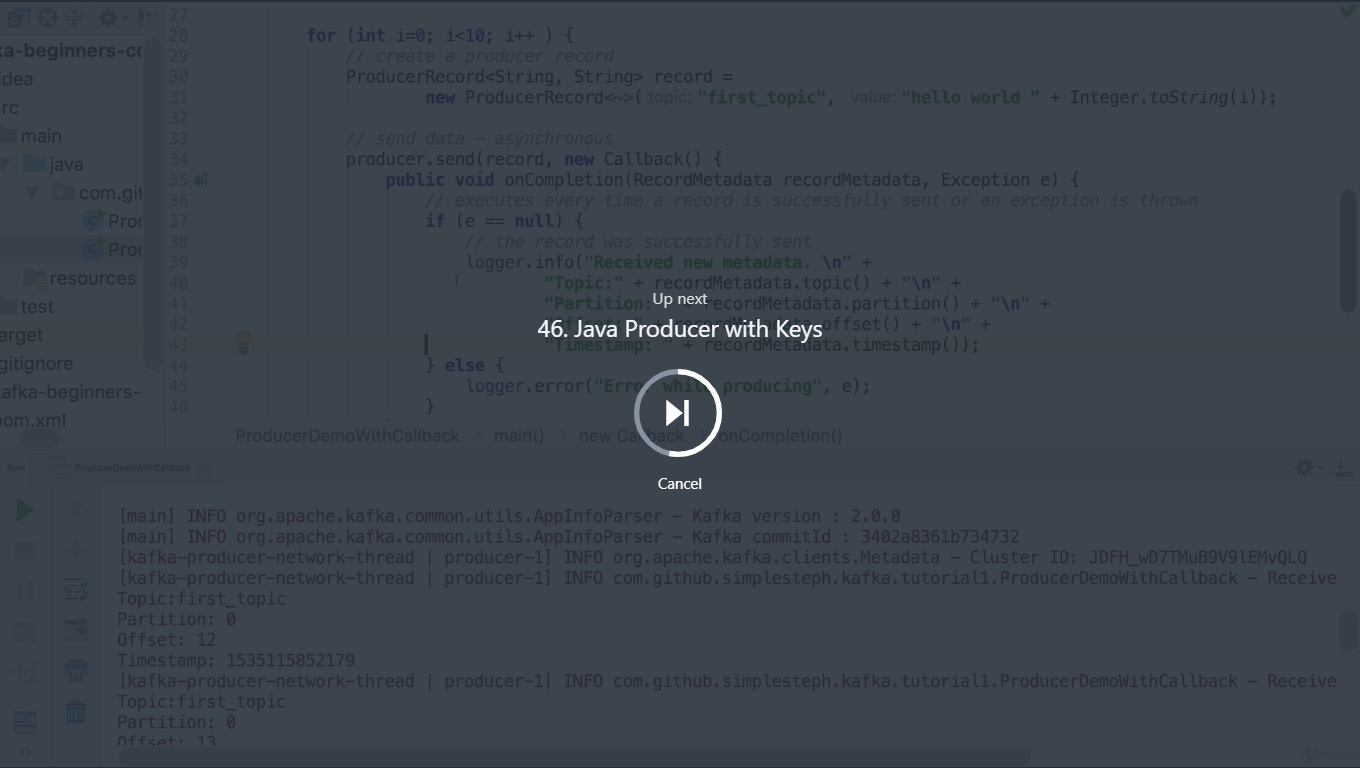 27
28 for (int i=0; i<10; i++ ) {
29 // create a producer record
30 ProducerRecord<String, String> record =
31 new ProducerRecord<~>( topic: "first_topic", value: "hello world " + Integer.toString(i));
32
33 // send data - asynchronous
34 producer.send(record, new Callback() {
35 public void onCompletion(RecordMetadata recordMetadata, Exception e) {
36 // executes every time a record is successfully sent or an exception is thrown
37 if (e == null) {
38 // the record was successfully sent
39 logger.info("Received new metadata. \n" +
40 "Topic:" + recordMetadata.topic() + "\n" +
41 "Partition: recordMetadata.partition() + "\n" +
42 recordMetadata.offset() + "\n" +
43 "Timestamp: " + recordMetadata.timestamp());
44 } else {
45 logger.error("Error while producing", e);
46 }
ka-beginners-co
idea
src
main
java
com.git
Prod
Prod
resources
test
target
gitignore
kafka-beginners-
pom.xml
Up next
46. Java Producer with Keys
Cancel
ProducerDemoWithCallback > main() > new Callback > onCompletion()
Run: ProducerDemoWithCallback
[main] INFO org.apache.kafka.common.utils.AppInfoParser - Kafka version : 2.0.0
[main] INFO org.apache.kafka.common.utils.AppInfoParser - Kafka commitId : 3402a8361b734732
[kafka-producer-network-thread | producer-1] INFO org.apache.kafka.clients.Metadata - Cluster ID: JDFH_wD7TMuB9V9lEMvQLQ
[kafka-producer-network-thread | producer-1] INFO com.github.simplesteph.kafka.tutorial1.ProducerDemoWithCallback - Receive
Topic:first_topic
Partition: 0
Offset: 12
Timestamp: 1535115852179
[kafka-producer-network-thread | producer-1] INFO com.github.simplesteph.kafka.tutorial1.ProducerDemoWithCallback - Receive
Topic:first_topic
Partition: 0
Offset: 13